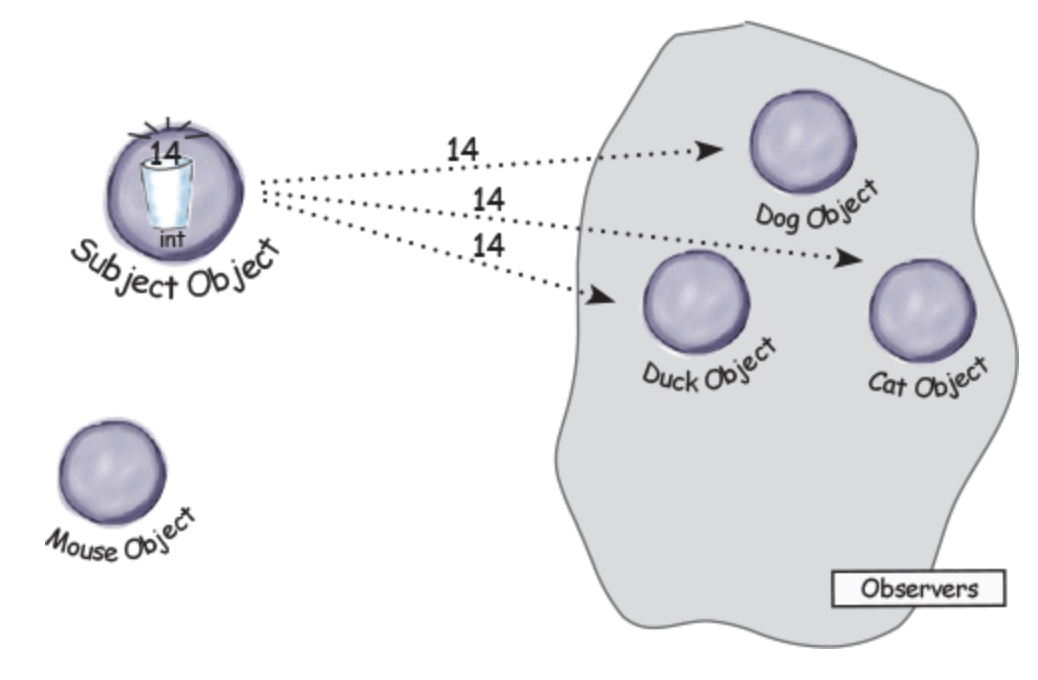 14
int
Subject Object
14
14
14
Dog Object
Duck Object
Cat Object
Mouse Object
Observers